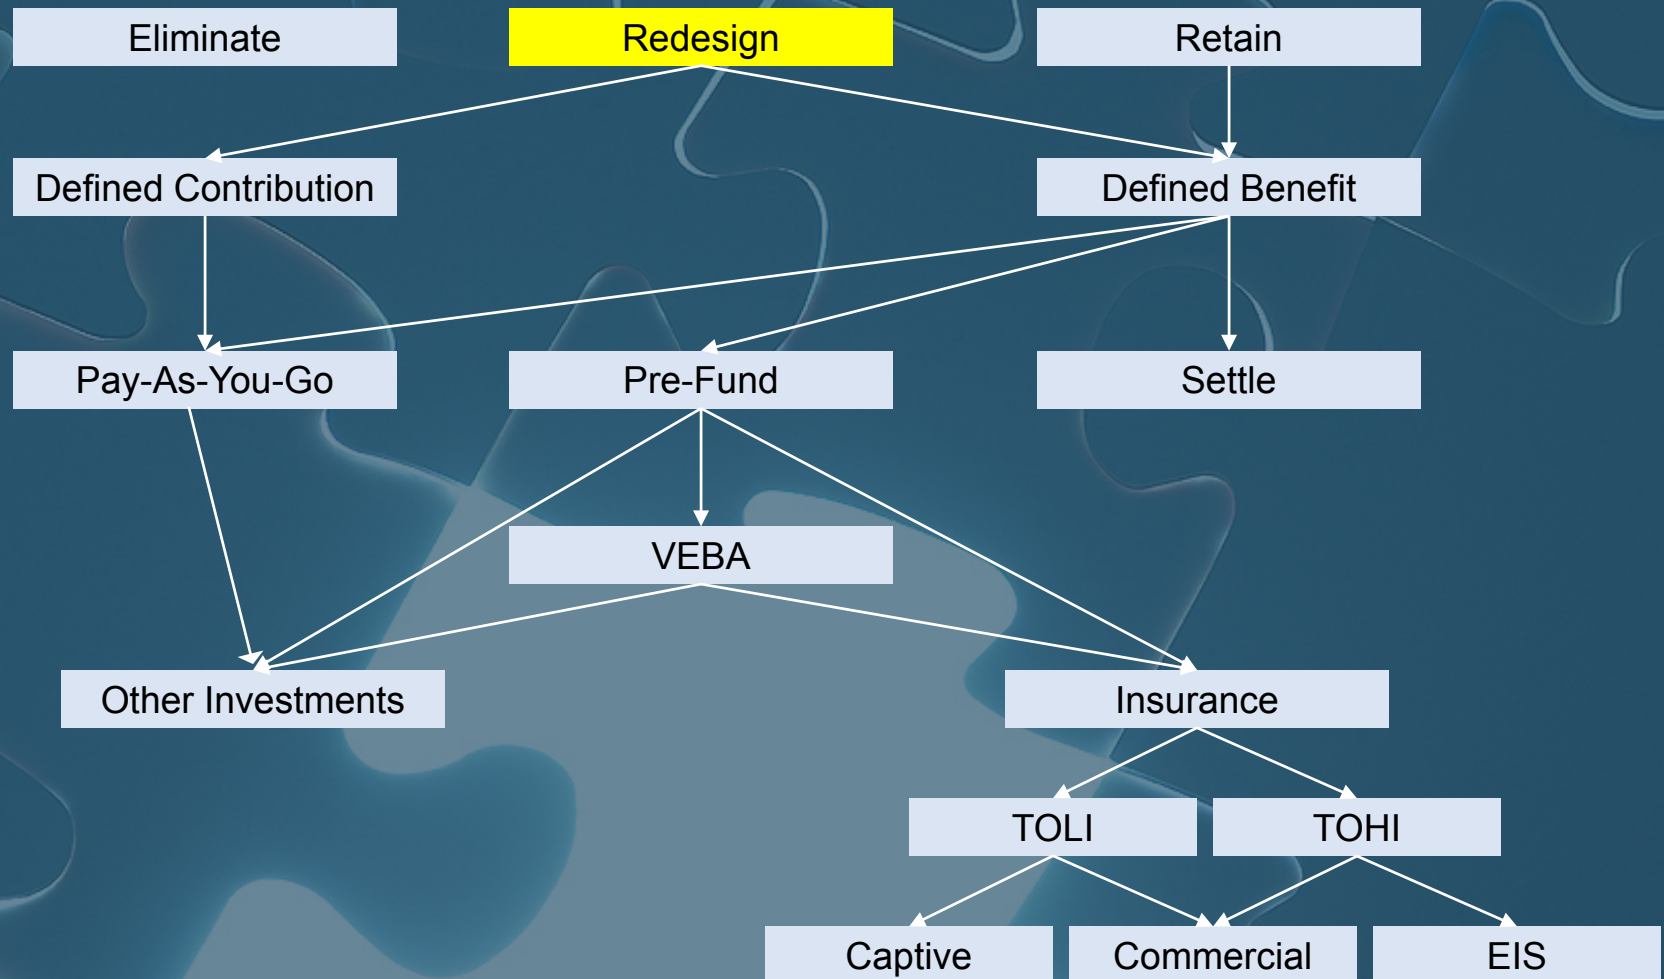 Eliminate
Redesign
Retain
Defined Contribution
Defined Benefit
Pay-As-You-Go
Pre-Fund
Settle
VEBA
Other Investments
Insurance
TOLI
TOHI
Captive
Commercial
EIS